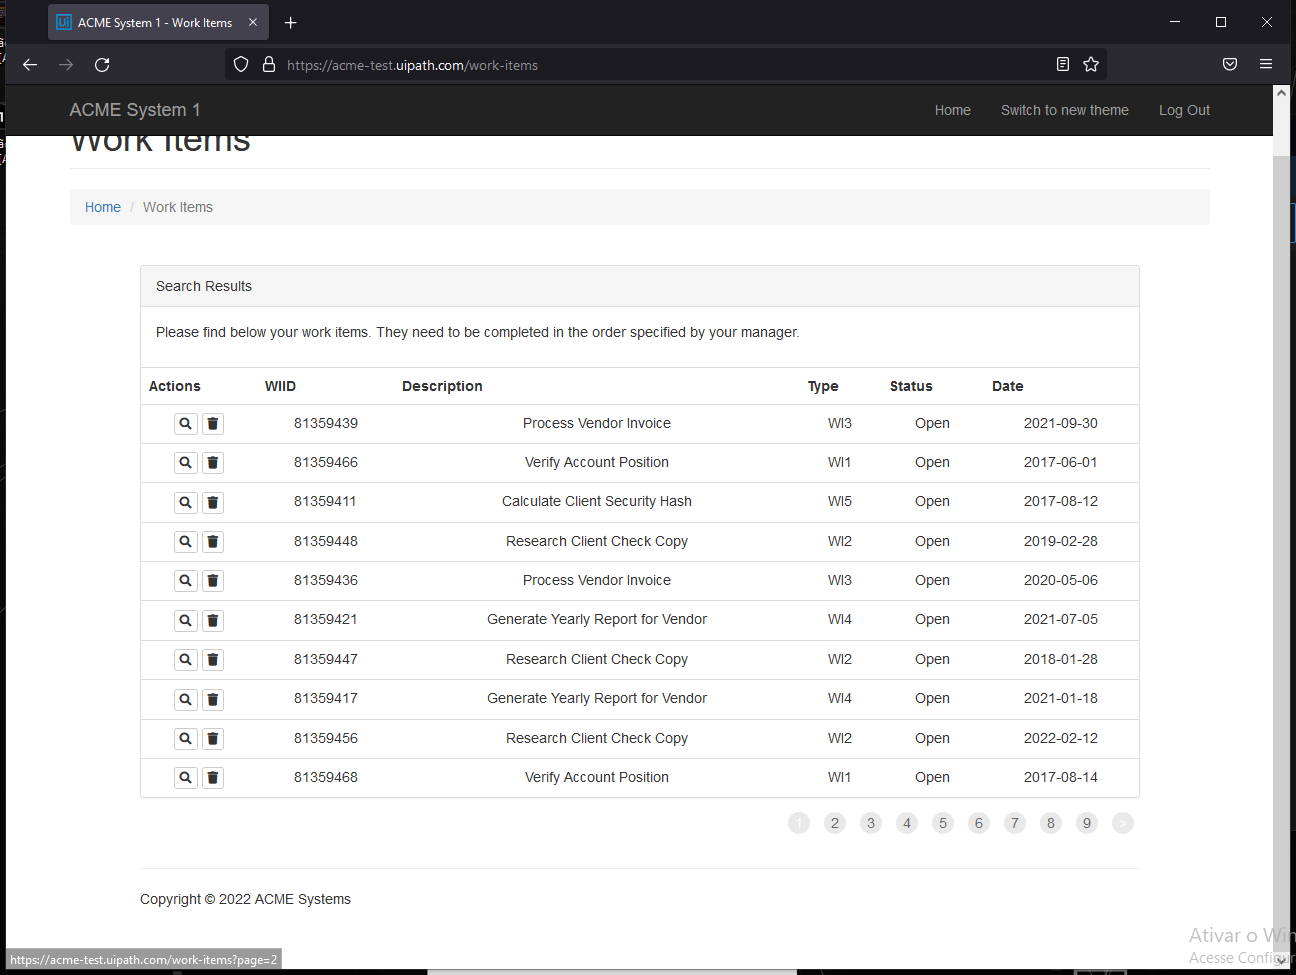 ACME System 1 - Work Items
https://acme-test.uipath.com/work-items
ACME System 1 Home Switch to new theme Log Out
Work Items
Home / Work Items
Search Results
Please find below your work items. They need to be completed in the order specified by your manager.
Actions WIID Description Type Status Date
81359439 Process Vendor Invoice WI3 Open 2021-09-30
81359466 Verify Account Position WI1 Open 2017-06-01
81359411 Calculate Client Security Hash WI5 Open 2017-08-12
81359448 Research Client Check Copy WI2 Open 2019-02-28
81359436 Process Vendor Invoice WI3 Open 2020-05-06
81359421 Generate Yearly Report for Vendor WI4 Open 2021-07-05
81359447 Research Client Check Copy WI2 Open 2018-01-28
81359417 Generate Yearly Report for Vendor WI4 Open 2021-01-18
81359456 Research Client Check Copy WI2 Open 2022-02-12
81359468 Verify Account Position WI1 Open 2017-08-14
1 2 3 4 5 6 7 8 9 >
Copyright © 2022 ACME Systems
Ativar o Win
Acesse Configur
https://acme-test.uipath.com/work-items?page=2